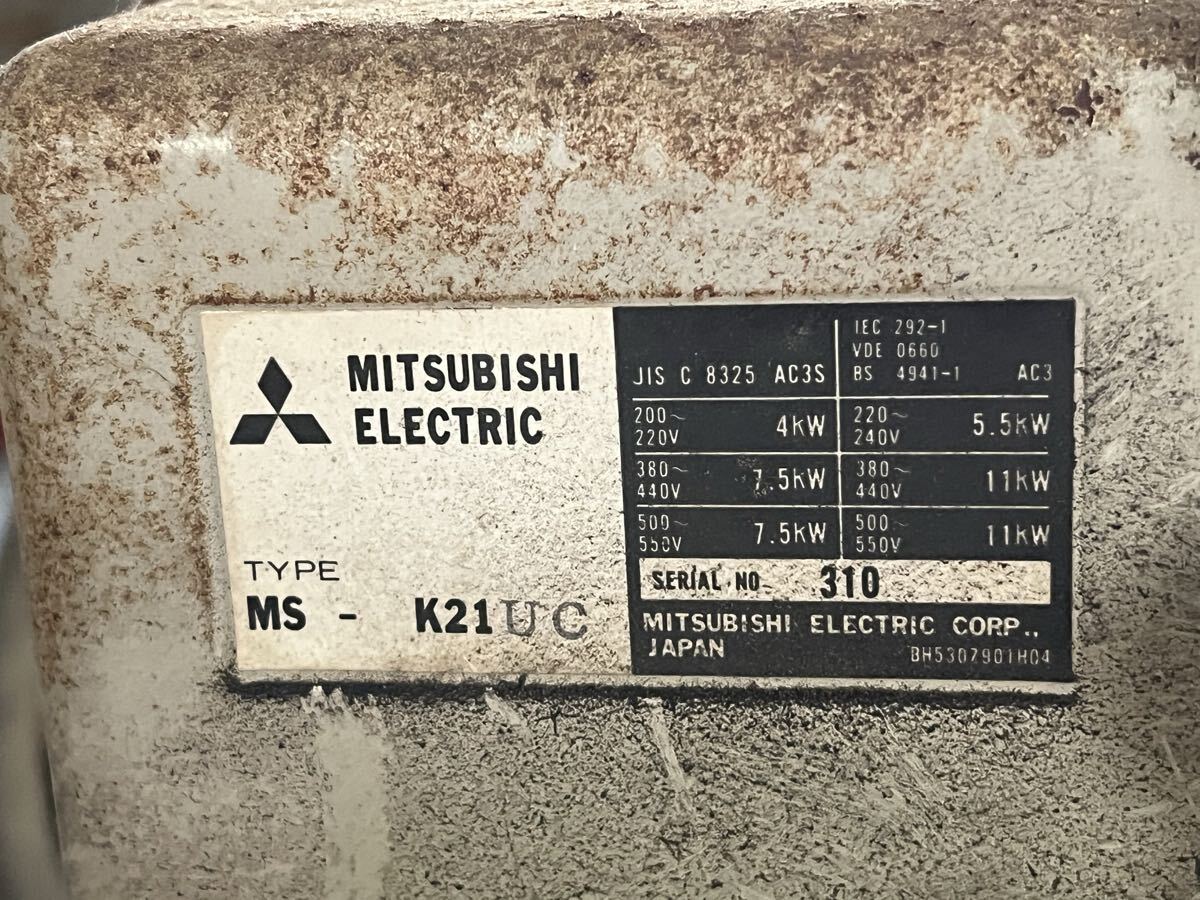 MITSUBISHI
ELECTRIC
TYPE
MS - K21UC
JIS C 8325 AC3S
200~
220V 4kW
380~
440V 7.5kW
500~
550V 7.5kW
IEC 292-1
VDE 0660
BS 4941-1 AC3
220~
240V 5.5kW
380~
440V 11kW
500~
550V 11kW
SERIAL NO 310
MITSUBISHI ELECTRIC CORP.,
JAPAN BH5307901H04